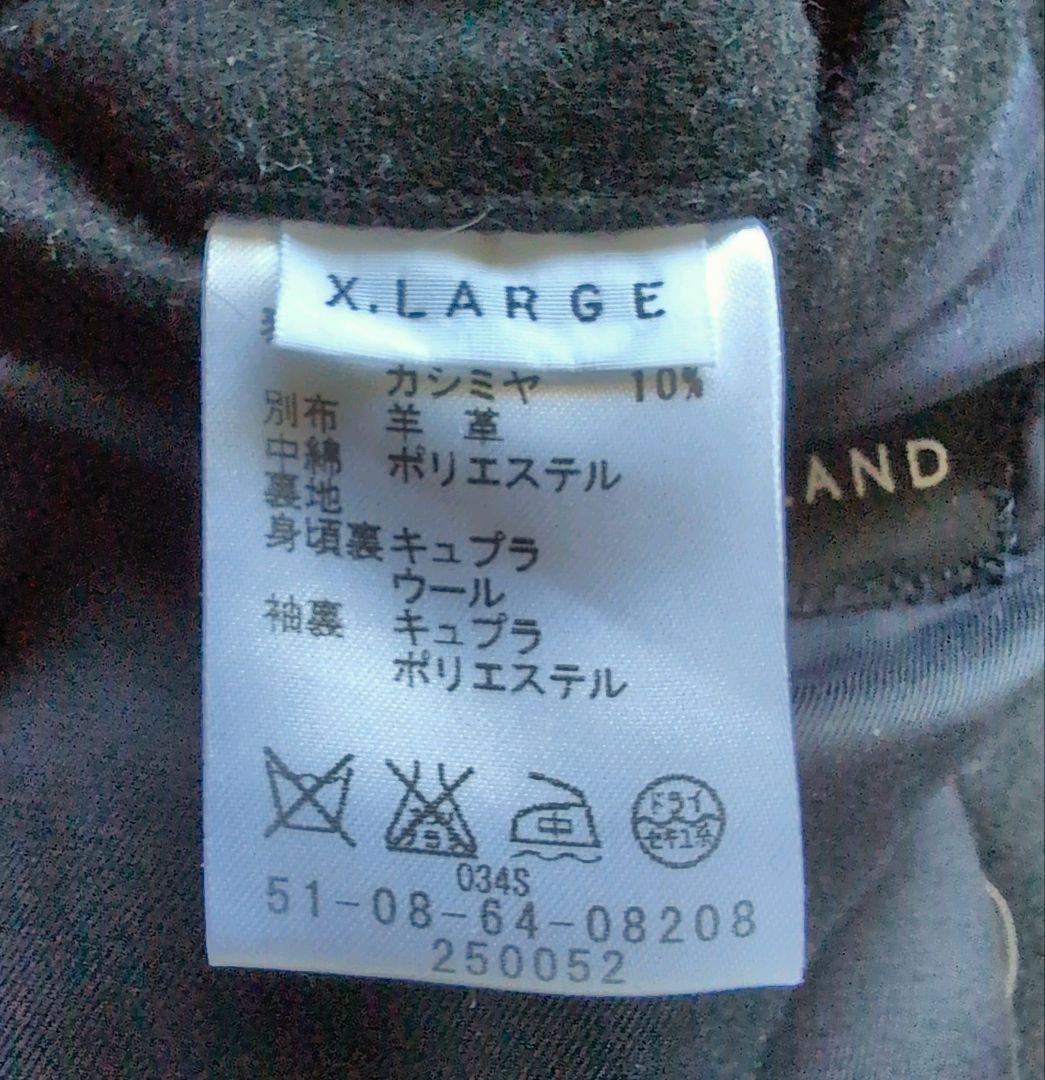 X.LARGE
カシミヤ 10%
別布 羊 革
中綿 ポリエステル
裏地
身頃裏 キュプラ
ウール
袖裏 キュプラ
ポリエステル
中
ドライ
セキユ系
034S
51-08-64-08208
250052
LAND